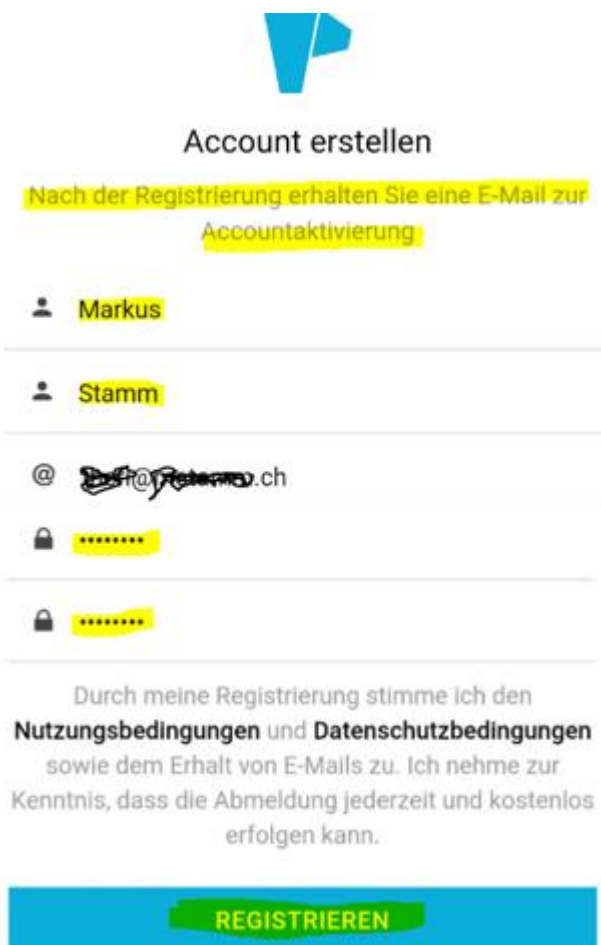 Account erstellen
Nach der Registrierung erhalten Sie eine E-Mail zur
Accountaktivierung
Markus
Stamm
@ .ch
••••••••
••••••••
Durch meine Registrierung stimme ich den
Nutzungsbedingungen und Datenschutzbedingungen
sowie dem Erhalt von E-Mails zu. Ich nehme zur
Kenntnis, dass die Abmeldung jederzeit und kostenlos
erfolgen kann.
REGISTRIEREN